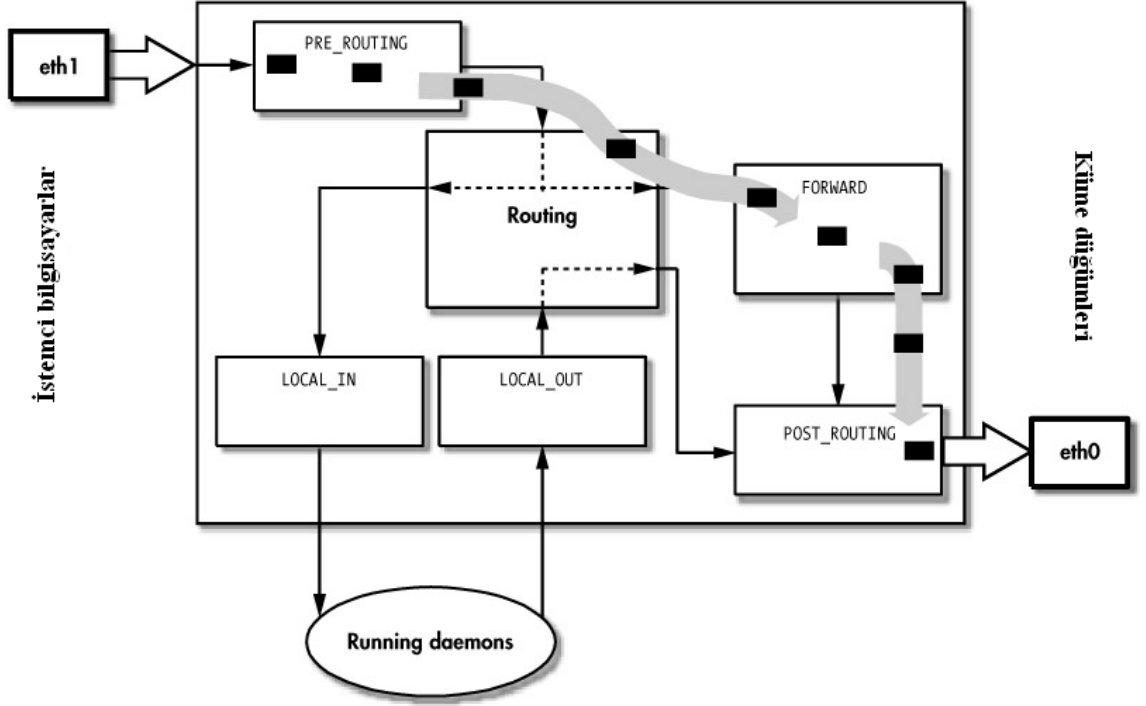 eth1
PRE_ROUTING
İstemci bilgisayarlar
Routing
FORWARD
Küme düğümleri
LOCAL_IN
LOCAL_OUT
POST_ROUTING
eth0
Running daemons